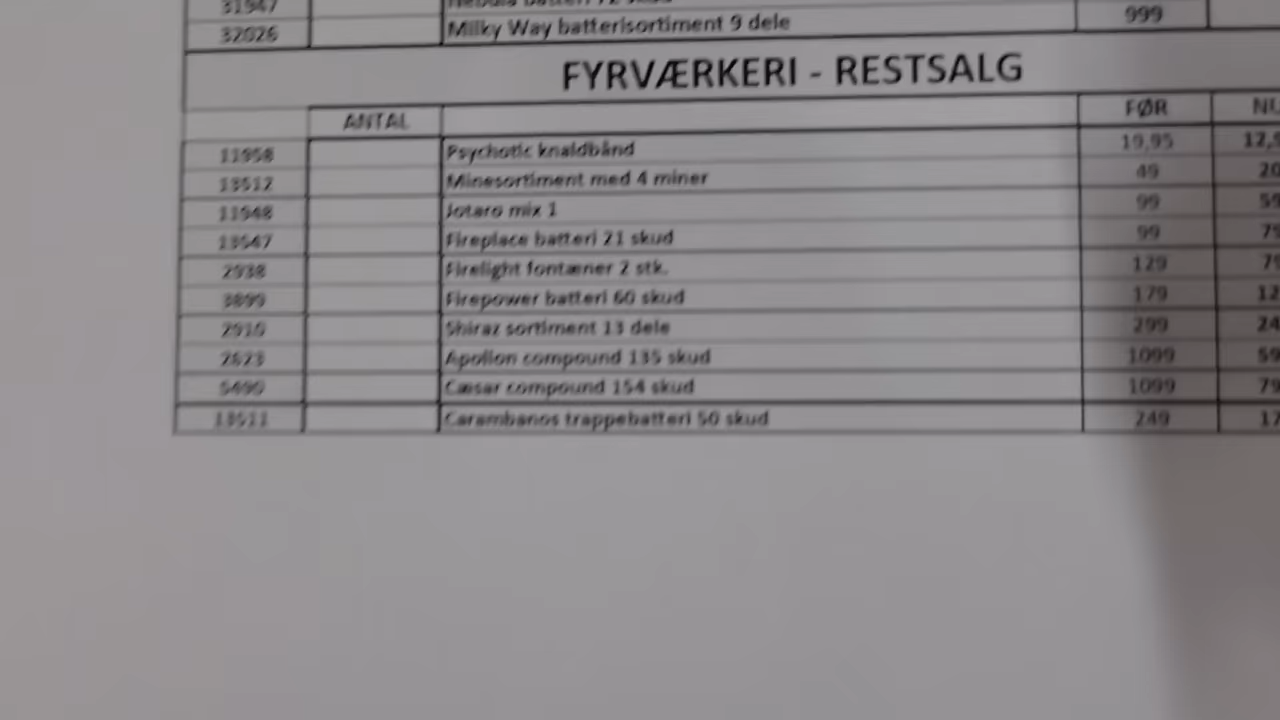 32026 Milky Way batterisortiment 9 dele 999
FYRVÆRKERI - RESTSALG
ANTAL FØR
11958 Psychotic knaldbånd 19,95
13512 Minesortiment med 4 miner 49
11948 Jotaro mix 1 99
13547 Fireplace batteri 21 skud 99
2938 Firelight fontæner 2 stk. 129
3899 Firepower batteri 60 skud 179
2910 Shiraz sortiment 13 dele 299
2623 Apollon compound 135 skud 1099
5490 Cæsar compound 154 skud 1099
13511 Carambanos trappebatteri 50 skud 249